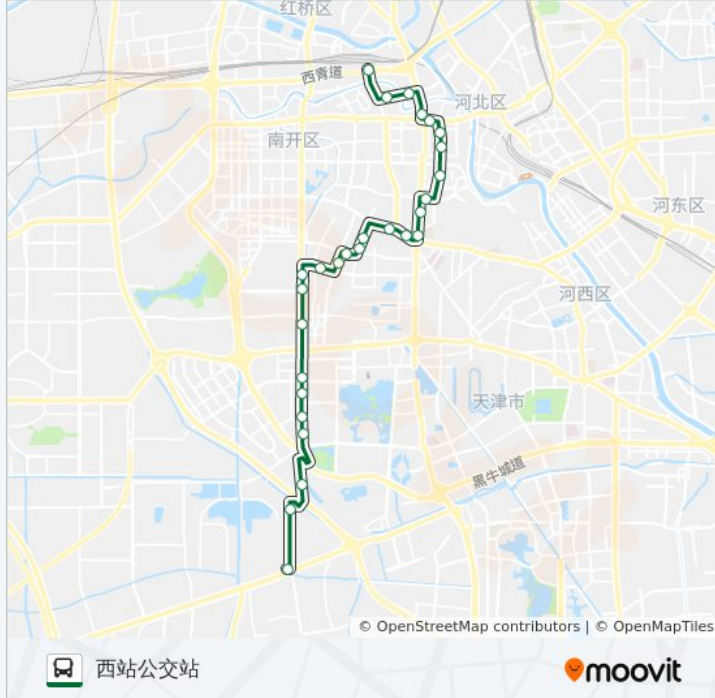 红桥区
西青道
河北区
南开区
河东区
河西区
天津市
黑牛城道
© OpenStreetMap contributors | © OpenMapTiles
西站公交站
moovit